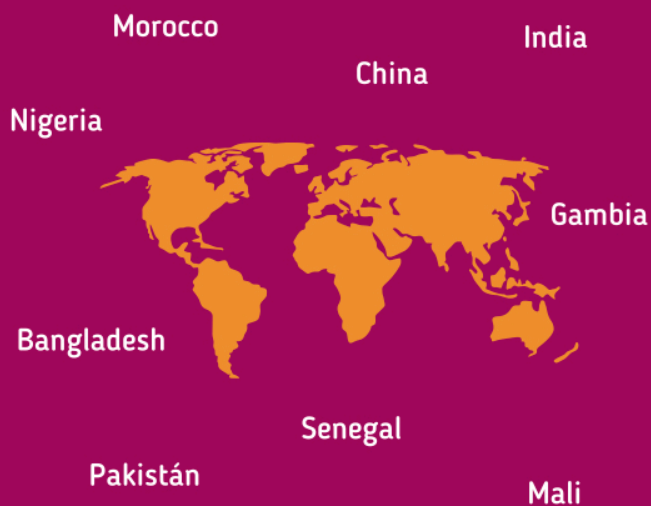 Morocco
India
China
Nigeria
Gambia
Bangladesh
Senegal
Pakistán
Mali